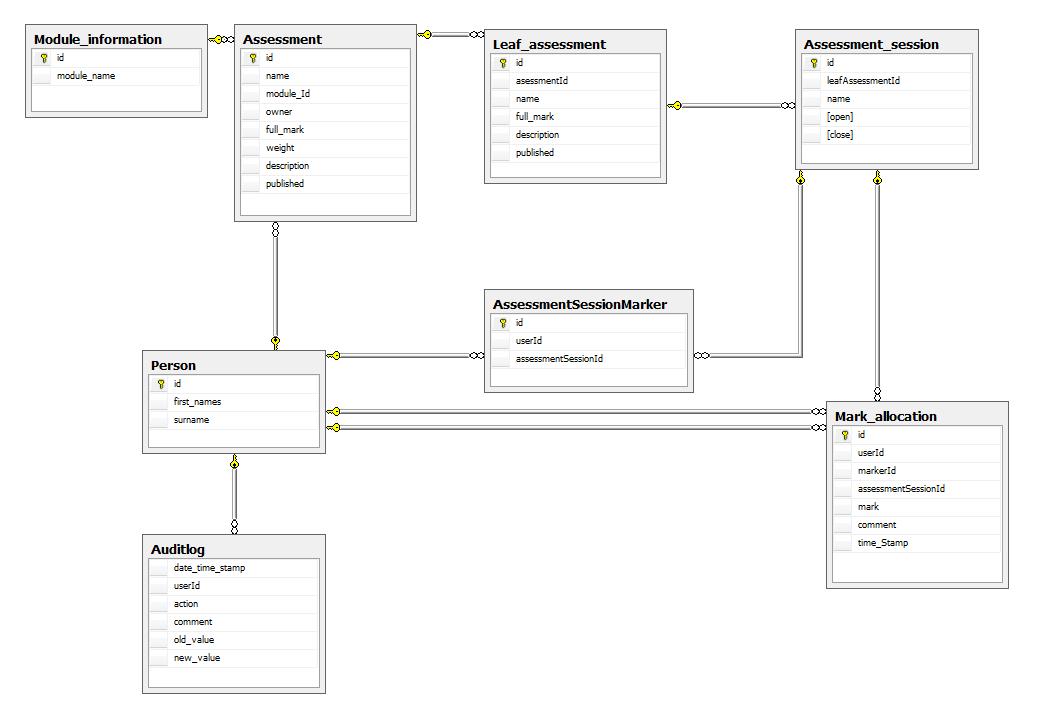 Module_information
id
module_name
Assessment
id
name
module_Id
owner
full_mark
weight
description
published
Leaf_assessment
id
asessmentId
name
full_mark
description
published
Assessment_session
id
leafAssessmentId
name
[open]
[close]
AssessmentSessionMarker
id
userId
assessmentSessionId
Person
id
first_names
surname
Mark_allocation
id
userId
markerId
assessmentSessionId
mark
comment
time_Stamp
Auditlog
date_time_stamp
userId
action
comment
old_value
new_value